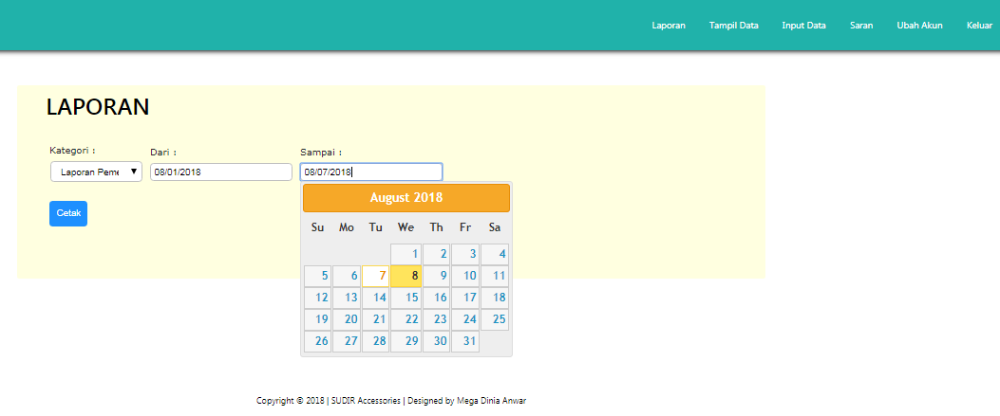 Laporan Tampil Data Input Data Saran Ubah Akun Keluar
LAPORAN
Kategori : Dari : Sampai :
Laporan Peme 08/01/2018 08/07/2018
Cetak
August 2018
Su Mo Tu We Th Fr Sa
1 2 3 4
5 6 7 8 9 10 11
12 13 14 15 16 17 18
19 20 21 22 23 24 25
26 27 28 29 30 31
Copyright © 2018 | SUDIR Accessories | Designed by Mega Dinia Anwar